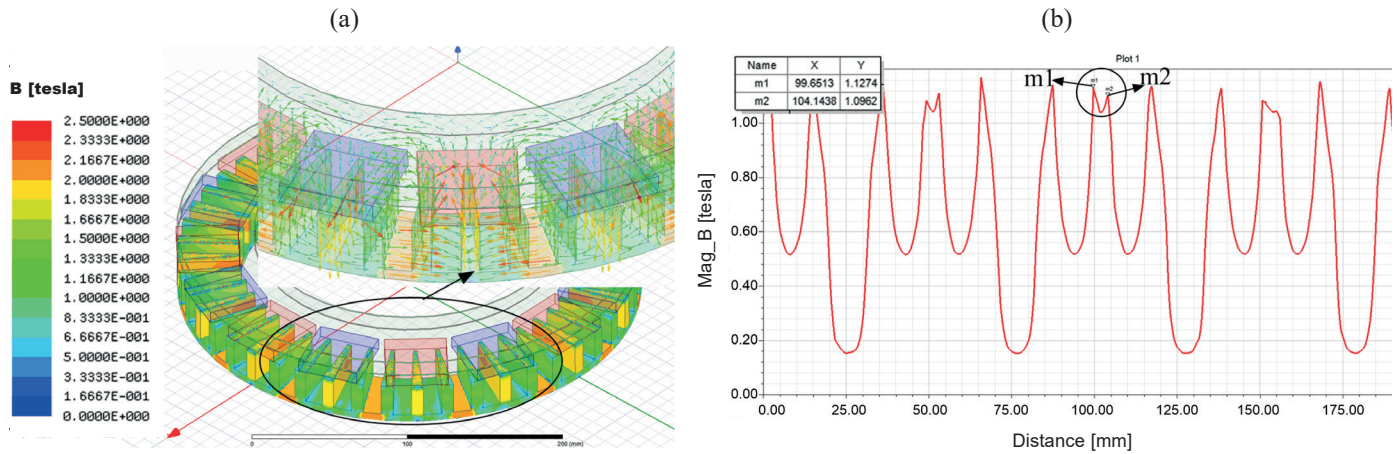 (a)
(b)
B [tesla]
2.5000E+000
2.3333E+000
2.1667E+000
2.0000E+000
1.8333E+000
1.6667E+000
1.5000E+000
1.3333E+000
1.1667E+000
1.0000E+000
8.3333E-001
6.6667E-001
5.0000E-001
3.3333E-001
1.6667E-001
0.0000E+000
0 100 200 (mm)
Plot 1
Name X Y
m1 99.6513 1.1274
m2 104.1438 1.0962
m1 m1 m2 m2
1.00
0.80
0.60
0.40
0.20
0.00
Mag_B [tesla]
0.00 25.00 50.00 75.00 100.00 125.00 150.00 175.00
Distance [mm]